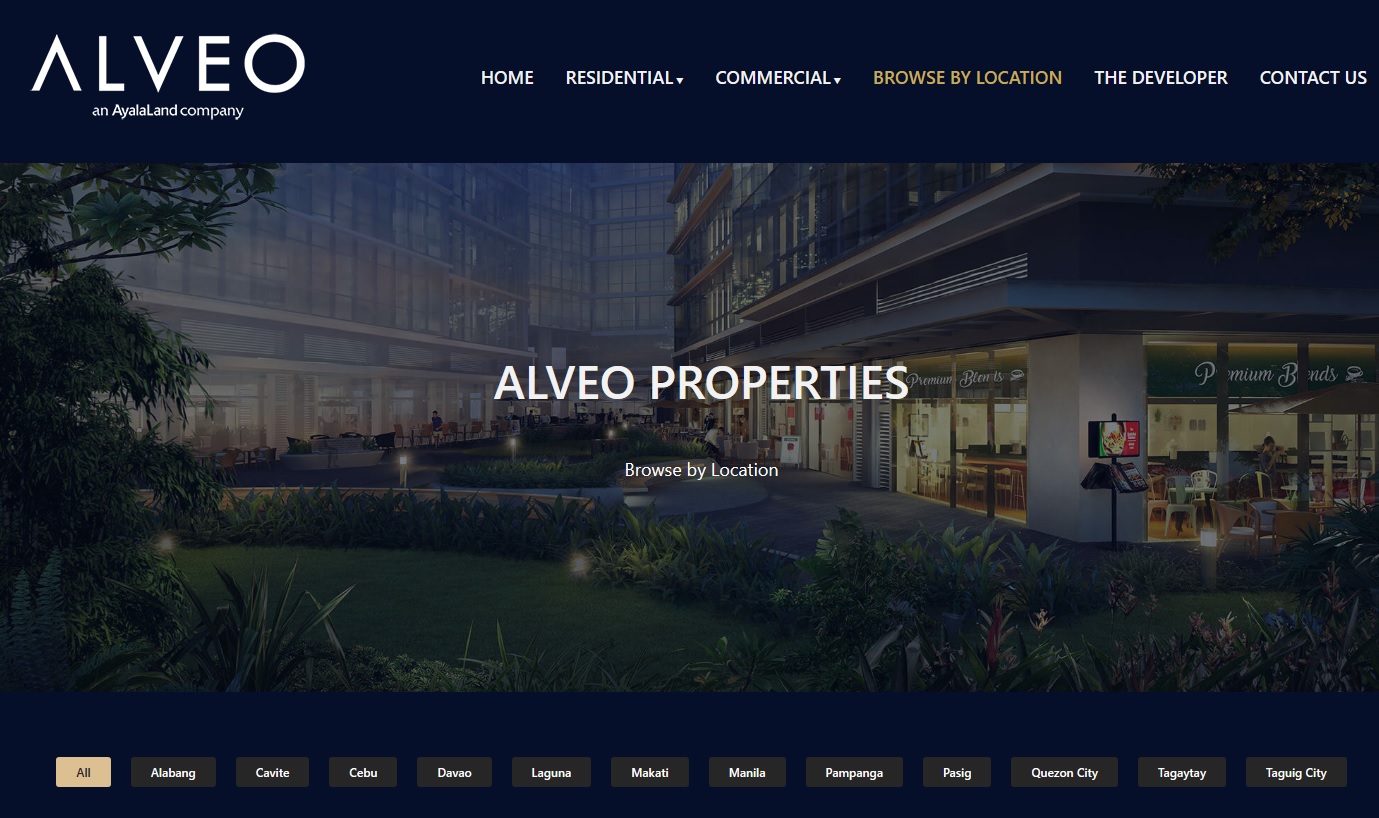 ALVEO
an AyalaLand company
HOME RESIDENTIAL COMMERCIAL BROWSE BY LOCATION THE DEVELOPER CONTACT US
Premium Blends
Premium Blends
ALVEO PROPERTIES
Browse by Location
All Alabang Cavite Cebu Davao Laguna Makati Manila Pampanga Pasig Quezon City Tagaytay Taguig City